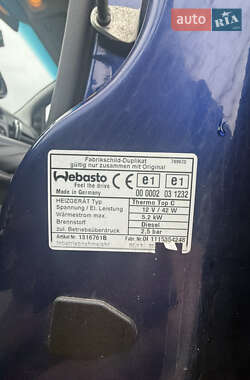 AUTO
RIA
Fabrikschild-Duplikat
gültig nur zusammen mit Original
Webasto
Feel the drive
Made in Germany
CE
e1
e1
00 0002
03 1232
HEIZGERÄT Typ: Thermo Top C
Spannung / El. Leistung 12 V / 42 W
Wärmestrom max. 5,2 kW
Brennstoff Diesel
zul. Betriebsüberdruck: 2,5 bar
Artikel-Nr. 1316761B